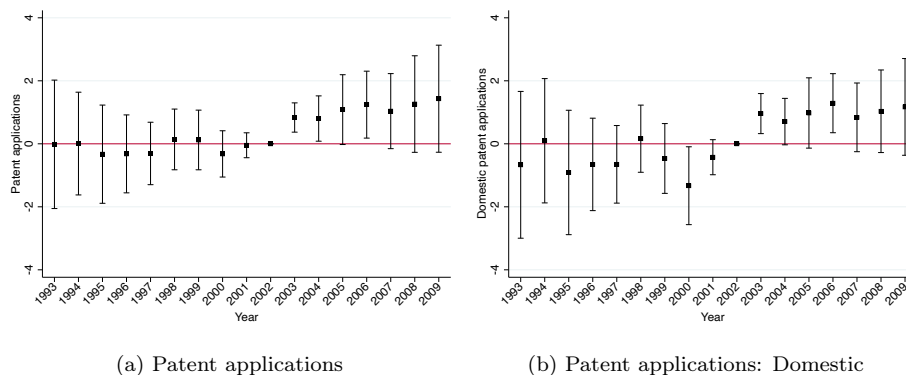 4
2
0
-2
-4
Patent applications
1993 1994 1995 1996 1997 1998 1999 2000 2001 2002 2003 2004 2005 2006 2007 2008 2009
Year
(a) Patent applications
4
2
0
-2
-4
Domestic patent applications
1993 1994 1995 1996 1997 1998 1999 2000 2001 2002 2003 2004 2005 2006 2007 2008 2009
Year
(b) Patent applications: Domestic